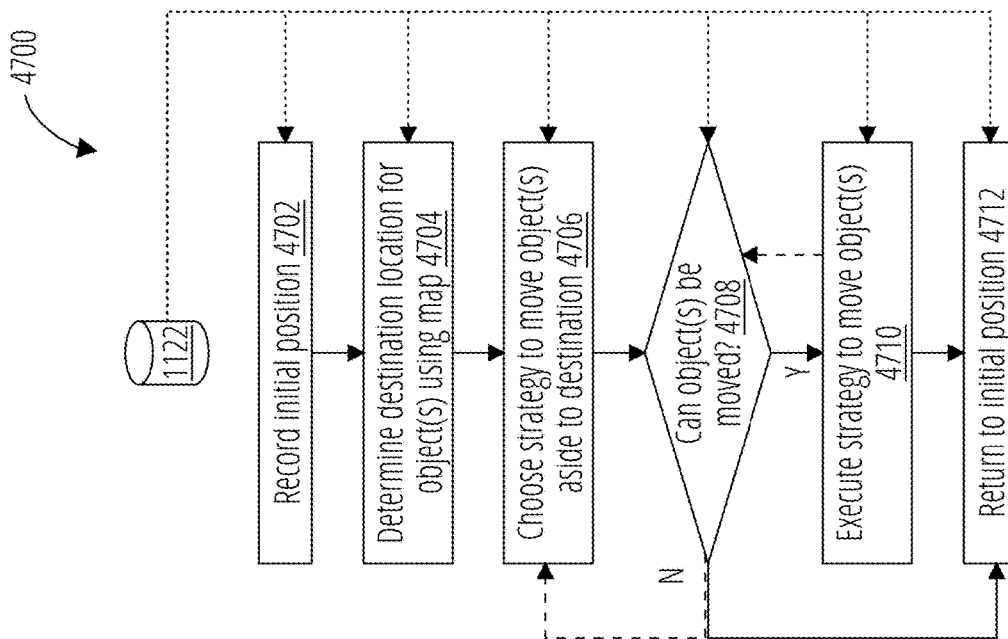 4700
1122
Record initial position 4702
Determine destination location for
object(s) using map 4704
Choose strategy to move object(s)
aside to destination 4706
Can object(s) be
moved? 4708
N
Y
Execute strategy to move object(s)
4710
Return to initial position 4712